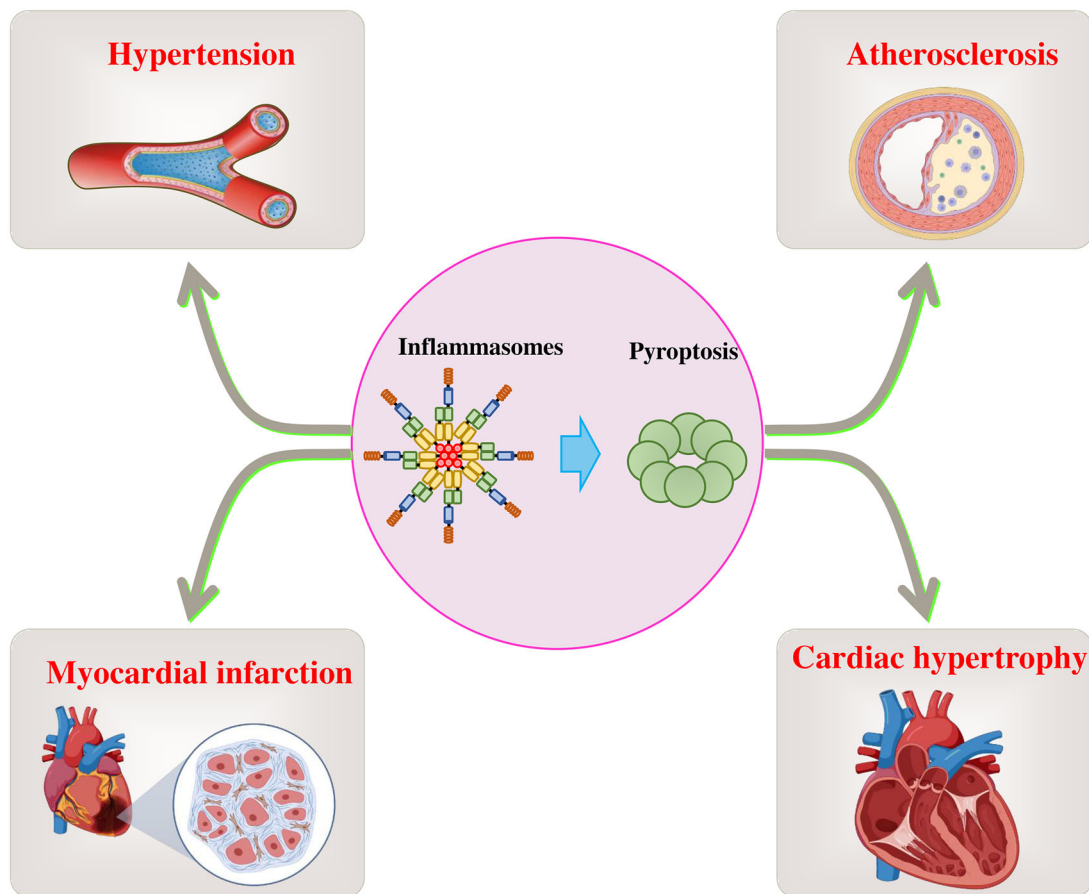 Hypertension
Atherosclerosis
Inflammasomes
Pyroptosis
Myocardial infarction
Cardiac hypertrophy